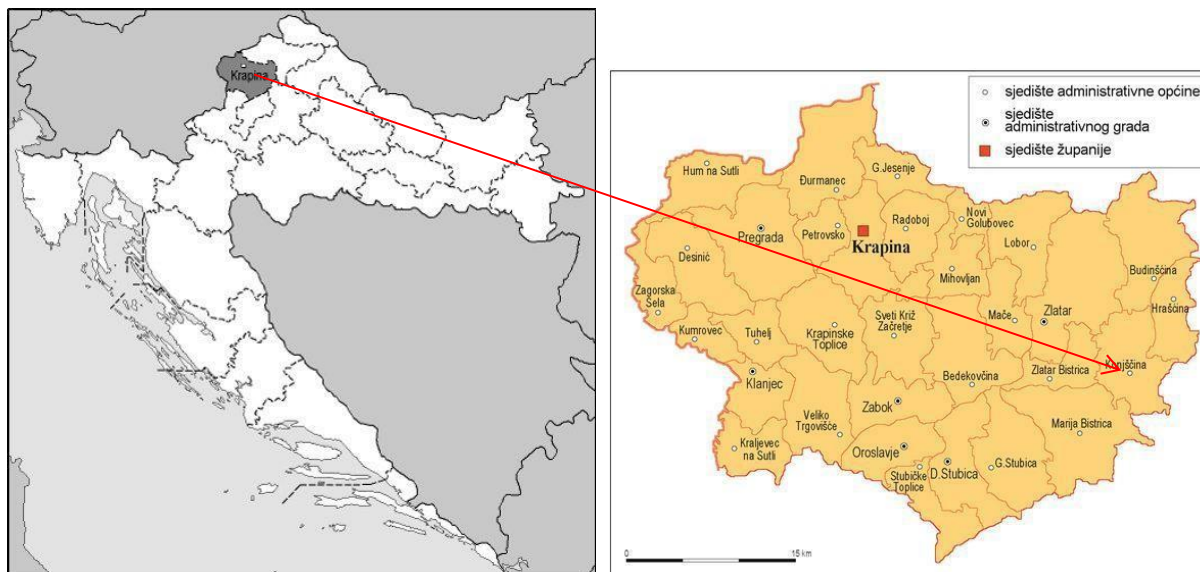 Krapina
sjedište administrativne općine
sjedište
administrativnog grada
sjedište županije
Hum na Sutli
G.Jesenje
Đurmanec
Novi
Golubovec
Radoboj
Petrovsko
Pregrada
Krapina
Lobor
Desinić
Mihovljan
Budinščina
Zagorska
Sela
Hrašćina
Mače
Zlatar
Sveti Križ
Začretje
Krapinske
Toplice
Kumrovec
Tuhelj
Konjščina
Zlatar Bistrica
Bedekovčina
Klanjec
Zabok
Veliko
Trgovišće
Marija Bistrica
Kraljevec
na Sutli
Oroslavje
Stubičke
Toplice
D.Stubica
G.Stubica
0
15 km